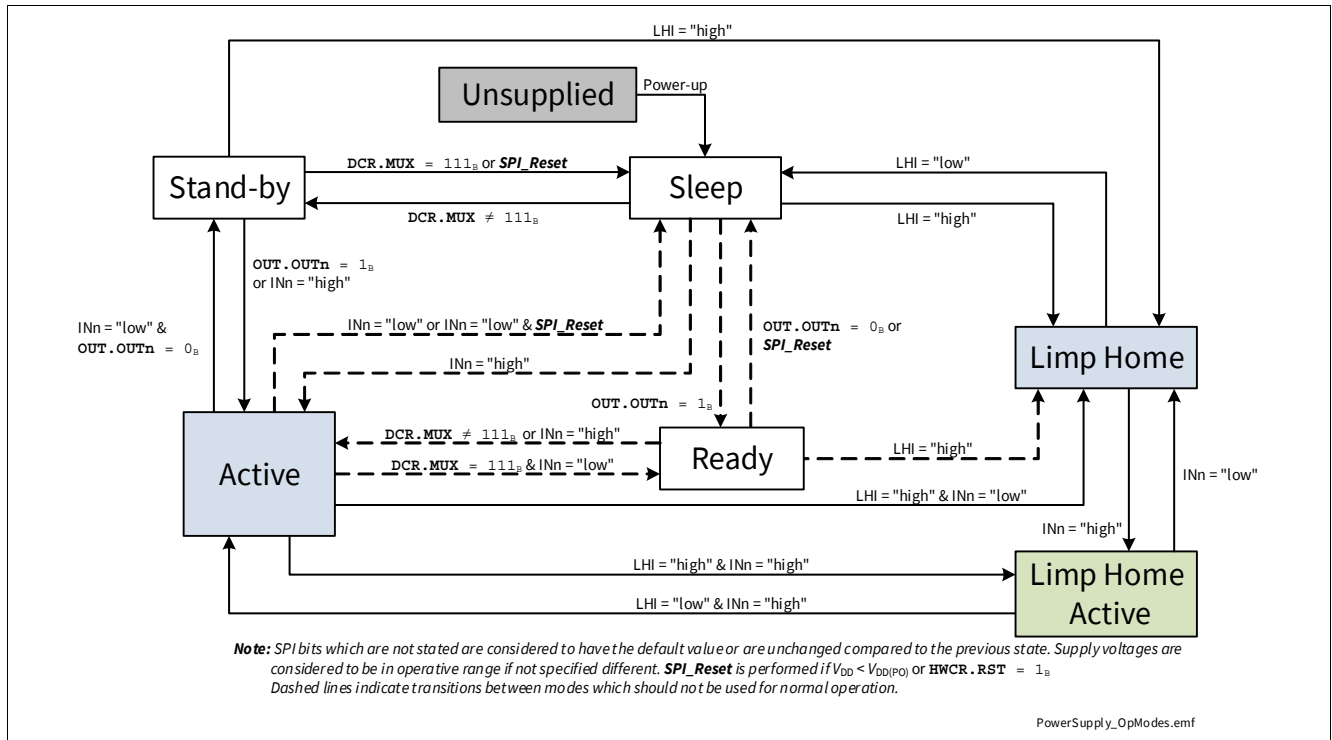 LHI = "high"
Unsupplied
Power-up
Stand-by
DCR.MUX = 111B or SPI_Reset
Sleep
LHI = "low"
DCR.MUX ≠ 111B
LHI = "high"
OUT.OUTn = 1B
or INn = "high"
INn = "low" &
OUT.OUTn = 0B
INn = "low" or INn = "low" & SPI_Reset
OUT.OUTn = 0B or
SPI_Reset
Limp Home
INn = "high"
OUT.OUTn = 1B
Active
DCR.MUX ≠ 111B or INn = "high"
Ready
LHI = "high"
DCR.MUX = 111B & INn = "low"
INn = "low"
LHI = "high" & INn = "low"
INn = "high"
LHI = "high" & INn = "high"
Limp Home
Active
LHI = "low" & INn = "high"
Note: SPI bits which are not stated are considered to have the default value or are unchanged compared to the previous state. Supply voltages are
considered to be in operative range if not specified different. SPI_Reset is performed if VDD < VDD(PO) or HWCR.RST = 1B
Dashed lines indicate transitions between modes which should not be used for normal operation.
PowerSupply_OpModes.emf